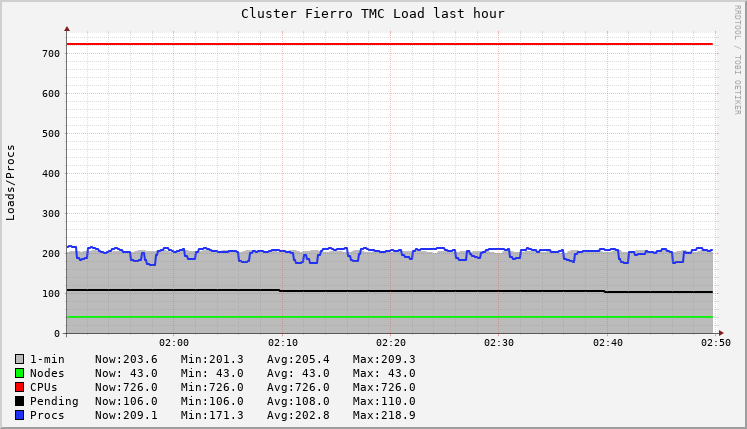 Cluster Fierro TMC Load last hour
RRDTOOL / TOBI OETIKER
Loads/Procs
700
600
500
400
300
200
100
0
02:00 02:10 02:20 02:30 02:40 02:50
1-min Now:203.6 Min:201.3 Avg:205.4 Max:209.3
Nodes Now: 43.0 Min: 43.0 Avg: 43.0 Max: 43.0
CPUs Now:726.0 Min:726.0 Avg:726.0 Max:726.0
Pending Now:106.0 Min:106.0 Avg:108.0 Max:110.0
Procs Now:209.1 Min:171.3 Avg:202.8 Max:218.9